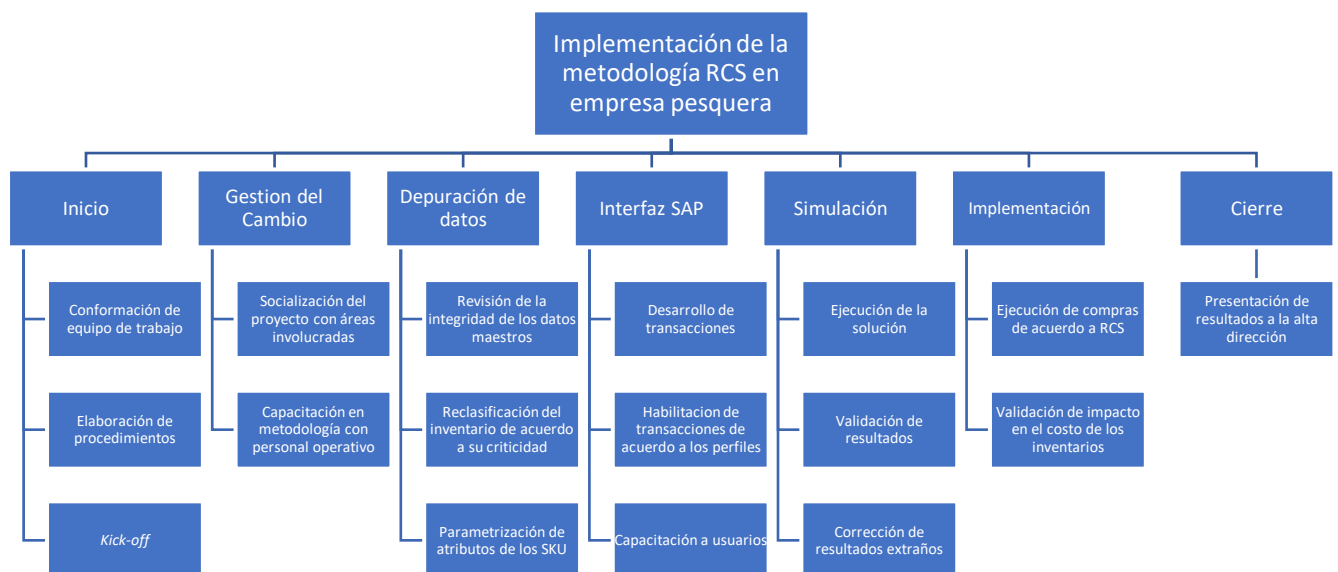 Implementación de la
metodología RCS en
empresa pesquera
Inicio
Gestion del
Cambio
Depuración de
datos
Interfaz SAP
Simulación
Implementación
Cierre
Conformación de
equipo de trabajo
Socialización del
proyecto con áreas
involucradas
Revisión de la
integridad de los datos
maestros
Desarrollo de
transacciones
Ejecución de la
solución
Ejecución de compras
de acuerdo a RCS
Presentación de
resultados a la alta
dirección
Elaboración de
procedimientos
Capacitación en
metodología con
personal operativo
Reclasificación del
inventario de acuerdo
a su criticidad
Habilitacion de
transacciones de
acuerdo a los perfiles
Validación de
resultados
Validación de impacto
en el costo de los
inventarios
Kick-off
Parametrización de
atributos de los SKU
Capacitación a usuarios
Corrección de
resultados extraños